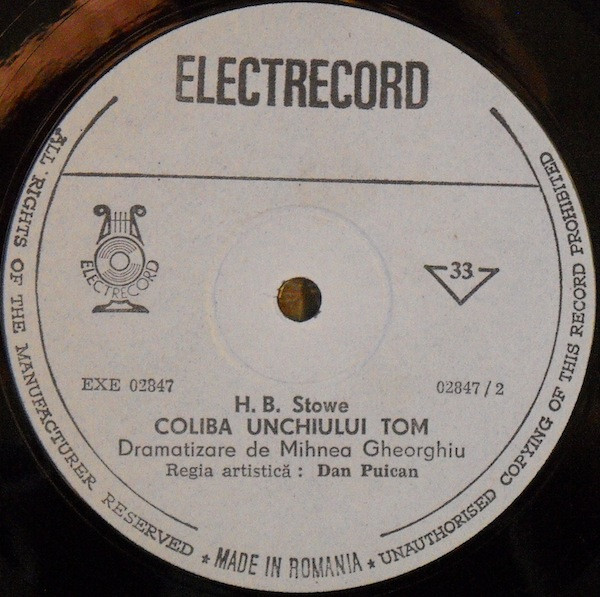 ELECTRECORD
ELECTRECORD
33
EXE 02847
02847/2
H. B. Stowe
COLIBA UNCHIULUI TOM
Dramatizare de Mihnea Gheorghiu
Regia artistică : Dan Puican
ALL RIGHTS OF THE MANUFACTURER RESERVED ★ MADE IN ROMANIA ★ UNAUTHORISED COPYING OF THIS RECORD PROHIBITED